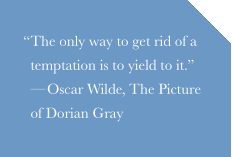 “The only way to get rid of a
temptation is to yield to it.”
—Oscar Wilde, The Picture
of Dorian Gray